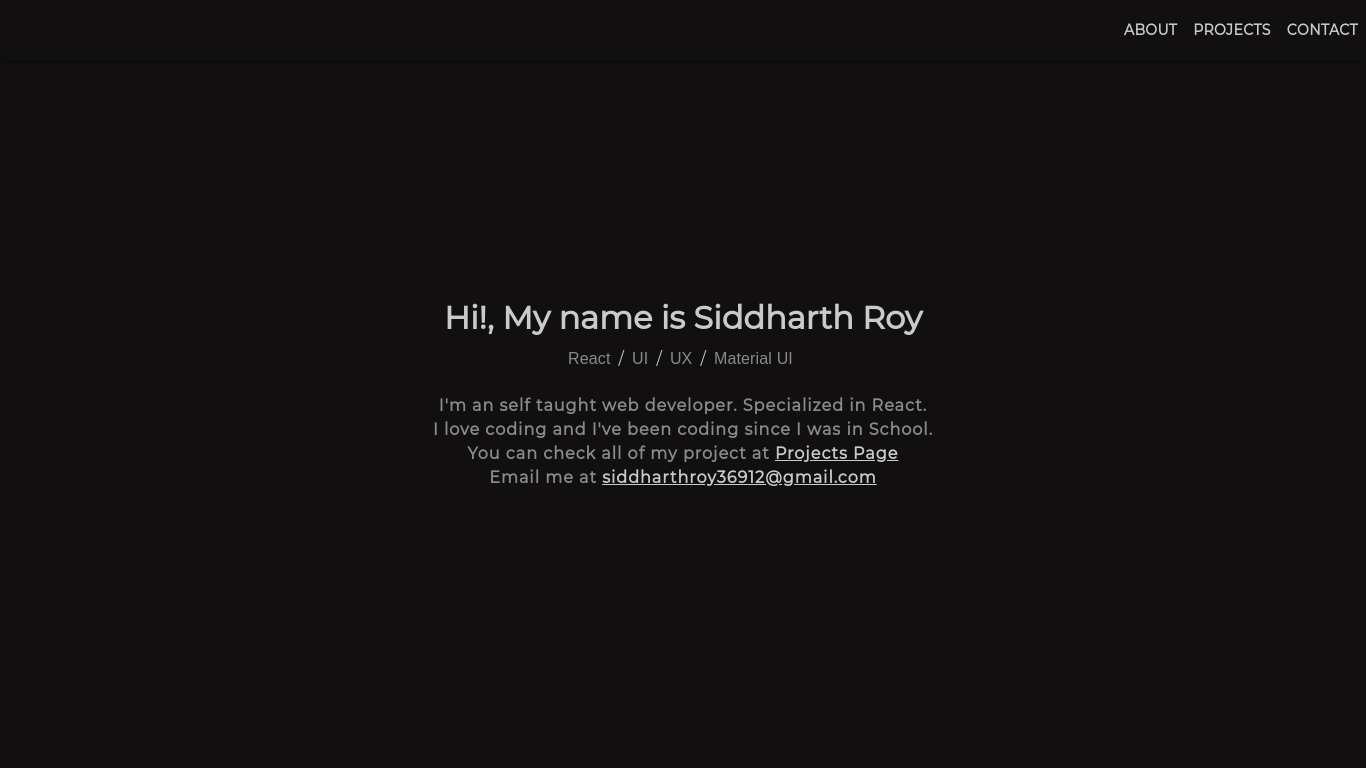 ABOUT PROJECTS CONTACT
Hi!, My name is Siddharth Roy
React / UI / UX / Material UI
I'm an self taught web developer. Specialized in React.
I love coding and I've been coding since I was in School.
You can check all of my project at Projects Page
Email me at siddharthroy36912@gmail.com